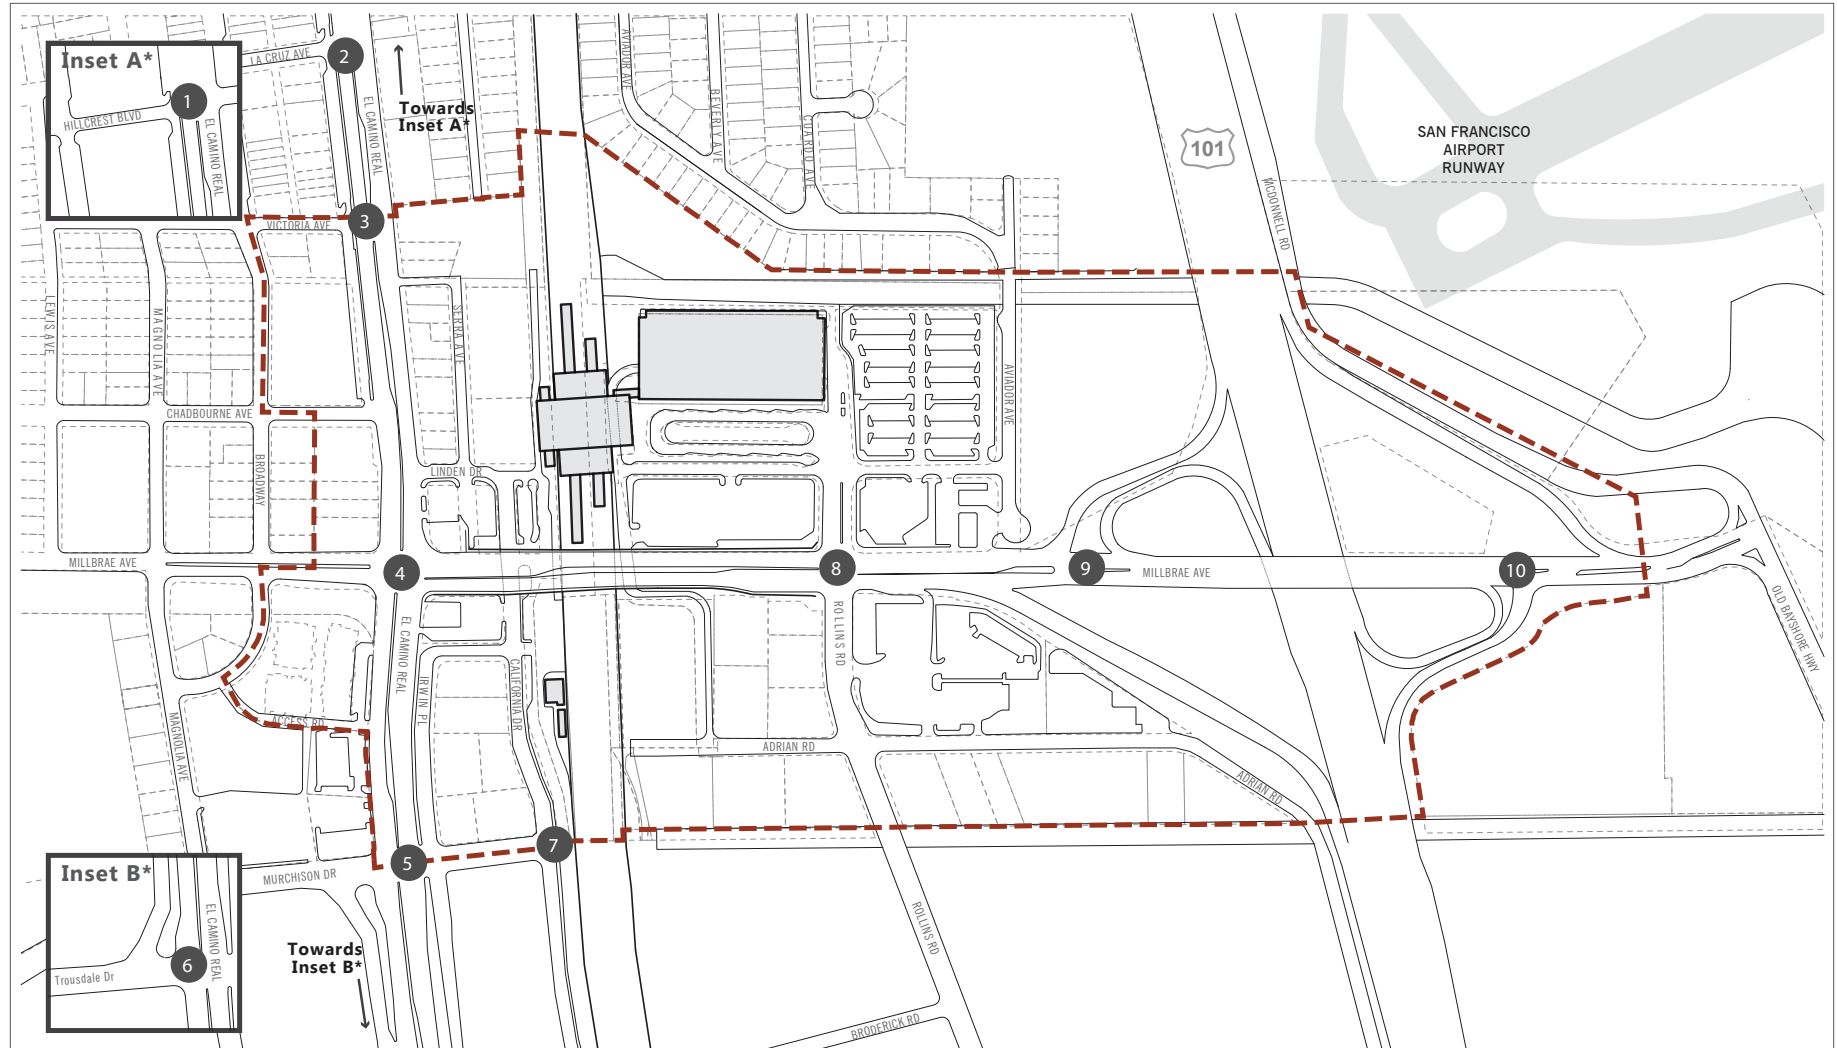 Inset A*
1
HILLCREST BLVD
EL CAMINO REAL
LA CRUZ AVE
2
EL CAMINO REAL
Towards
Inset A*
AVIADOR AVE
BEVERLY AVE
CUARDO AVE
101
MCDONNELL RD
SAN FRANCISCO
AIRPORT
RUNWAY
VICTORIA AVE
3
LEWIS AVE
MAGNOLIA AVE
SERRA AVE
AVIADOR AVE
CHADBOURNE AVE
BROADWAY
LINDEN DR
MILLBRAE AVE
4
8
9
MILLBRAE AVE
10
OLD BAYSHORE HWY
EL CAMINO REAL
IRWIN PL
CALIFORNIA DR
ROLLINS RD
MAGNOLIA AVE
ACCESS RD
ADRIAN RD
ADRIAN RD
5
7
MURCHISON DR
Inset B*
EL CAMINO REAL
6
Trousdale Dr
Towards
Inset B*
ROLLINS RD
BRODERICK RD